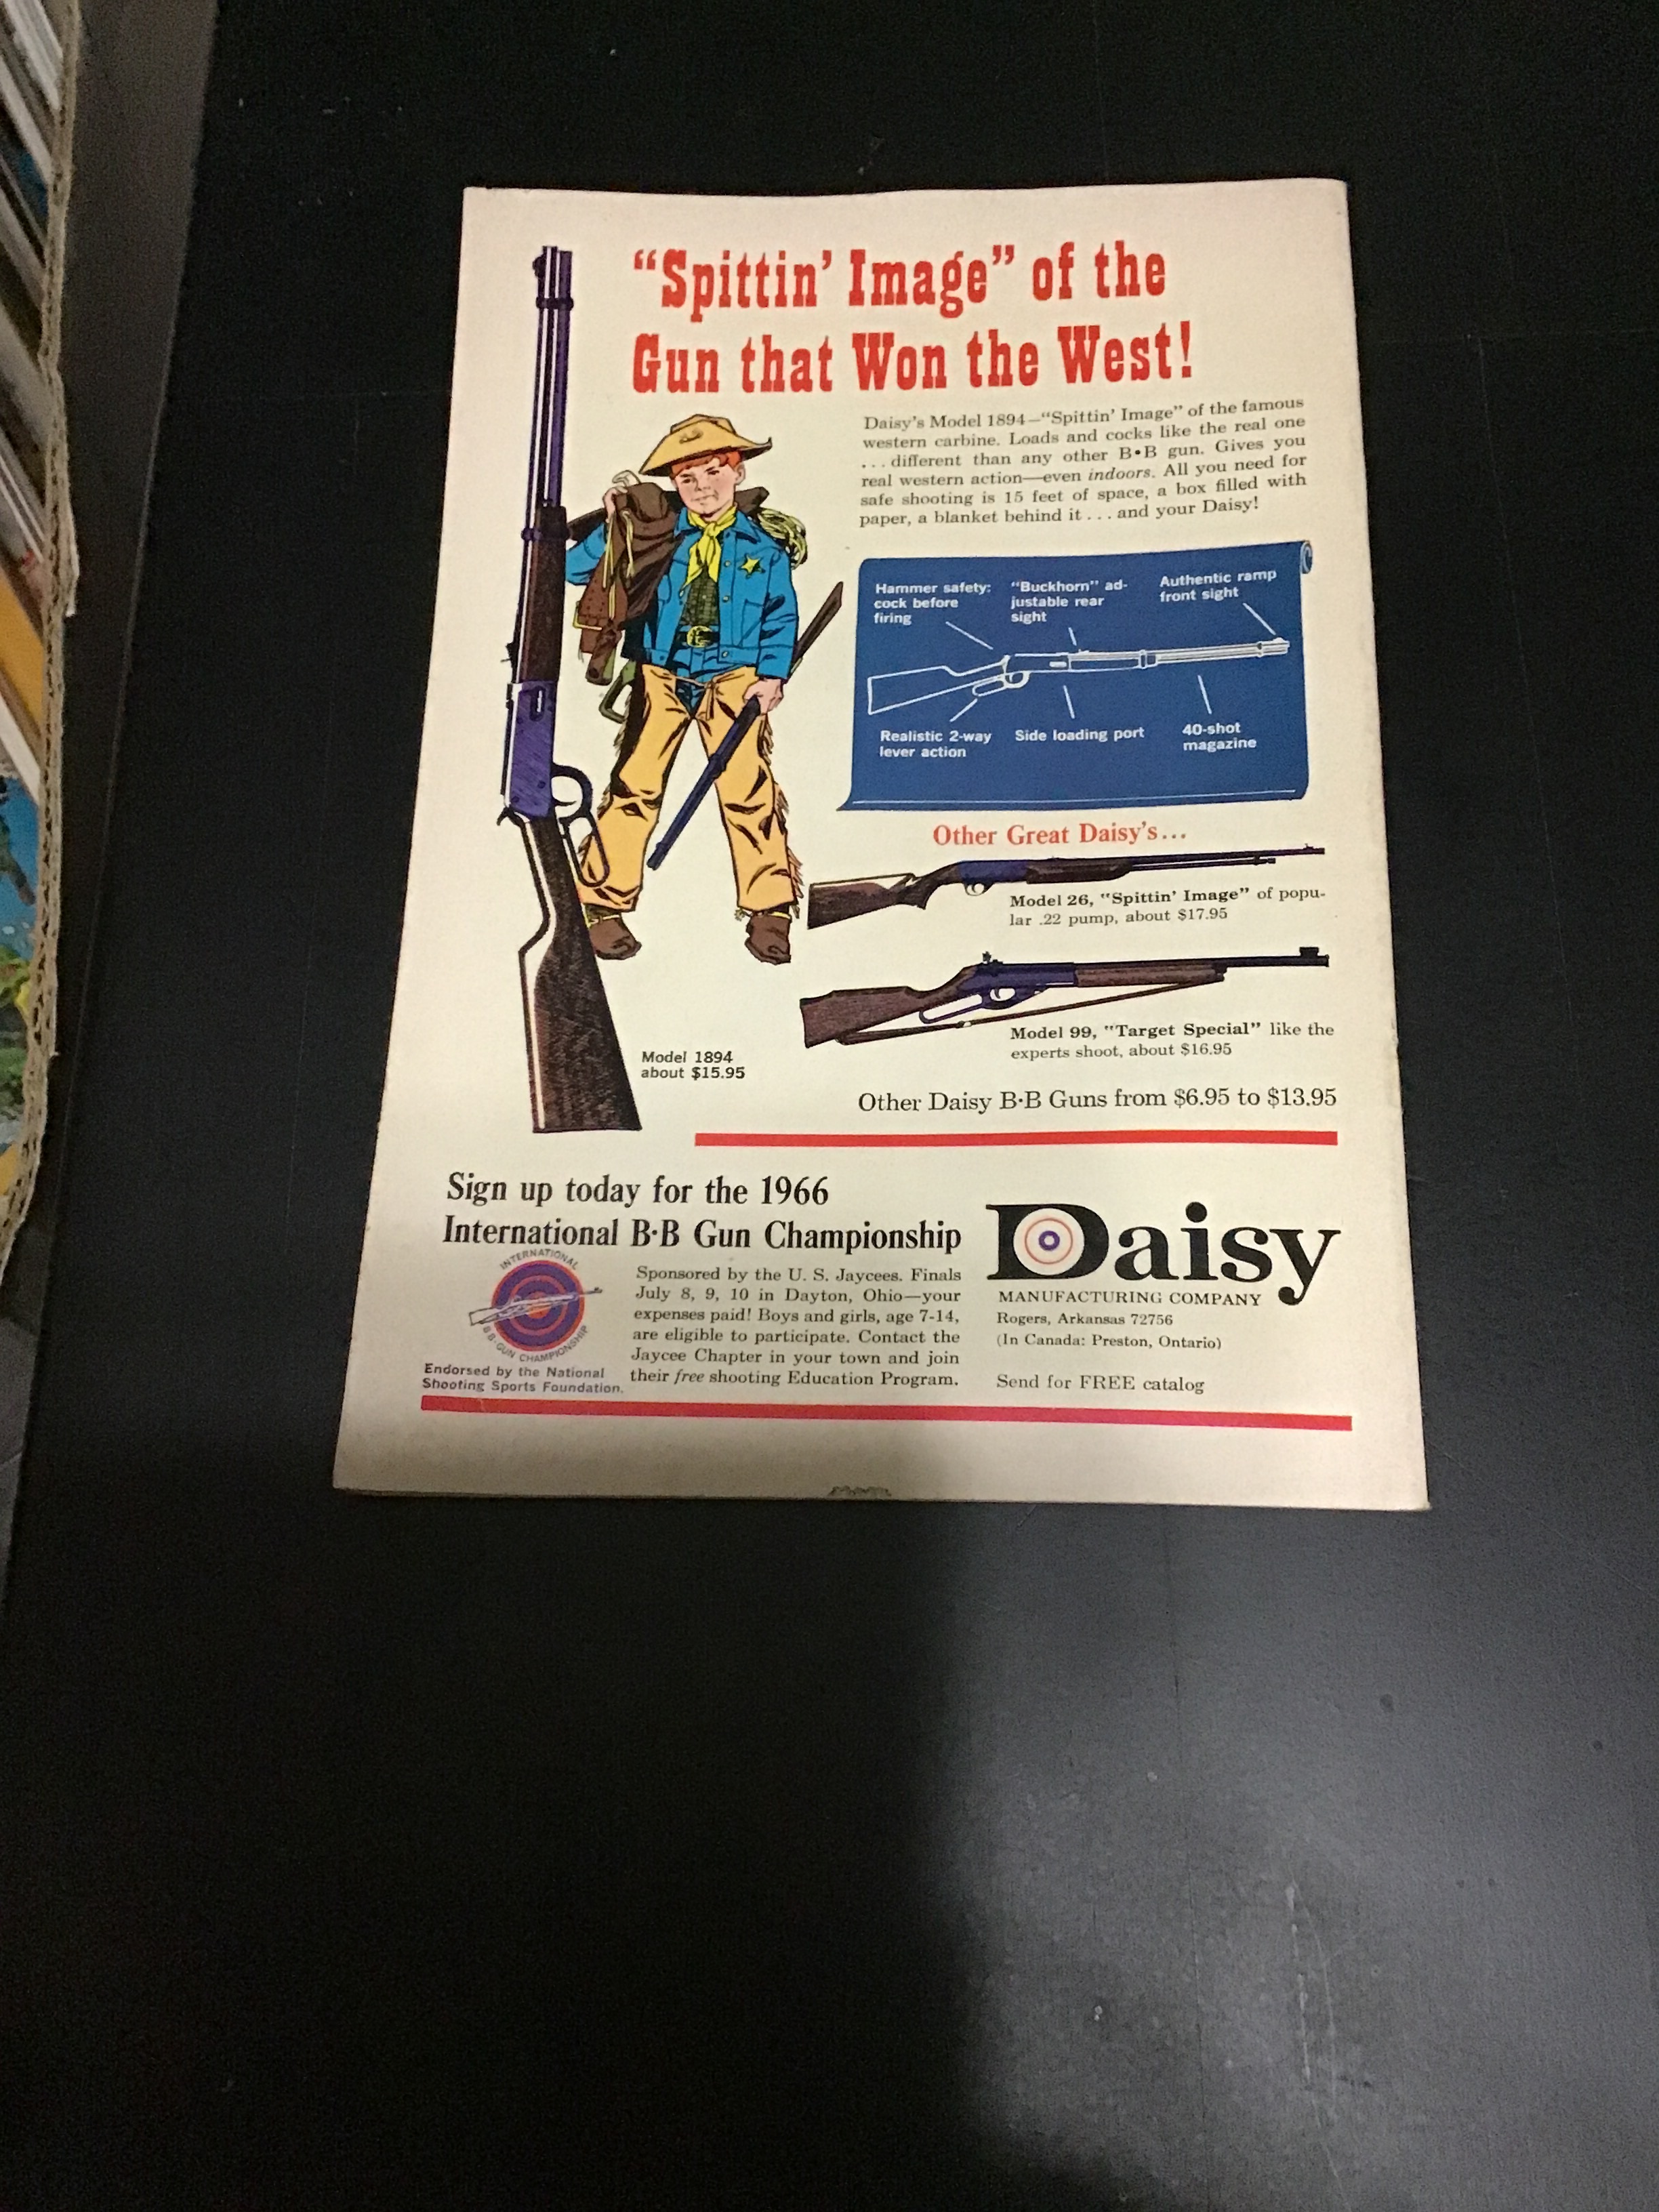 “Spittin’ Image” of the
Gun that Won the West!
Daisy’s Model 1894—“Spittin’ Image” of the famous
western carbine. Loads and cocks like the real one
...different than any other B•B gun. Gives you
real western action—even indoors. All you need for
safe shooting is 15 feet of space, a box filled with
paper, a blanket behind it...and your Daisy!
Hammer safety:
cock before
firing
“Buckhorn” ad-
justable rear
sight
Authentic ramp
front sight
Realistic 2-way
lever action
Side loading port
40-shot
magazine
Other Great Daisy’s...
Model 26, “Spittin’ Image” of popu-
lar .22 pump, about $17.95
Model 99, “Target Special” like the
experts shoot, about $16.95
Model 1894
about $15.95
Other Daisy B·B Guns from $6.95 to $13.95
Sign up today for the 1966
International B·B Gun Championship
INTERNATIONAL
B·B·GUN CHAMPIONSHIP
Endorsed by the National
Shooting Sports Foundation.
Sponsored by the U. S. Jaycees. Finals
July 8, 9, 10 in Dayton, Ohio—your
expenses paid! Boys and girls, age 7-14,
are eligible to participate. Contact the
Jaycee Chapter in your town and join
their free shooting Education Program.
Daisy
MANUFACTURING COMPANY
Rogers, Arkansas 72756
(In Canada: Preston, Ontario)
Send for FREE catalog